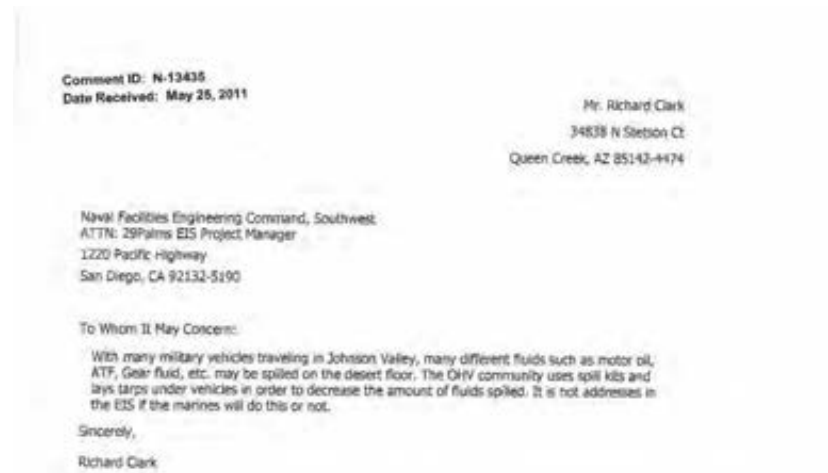 Comment ID: N-13435
Date Received: May 25, 2011
Mr. Richard Clark
34838 N Stetson Ct
Queen Creek, AZ 85142-4474
Naval Facilities Engineering Command, Southwest
ATTN: 29Palms EIS Project Manager
1220 Pacific Highway
San Diego, CA 92132-5190
To Whom It May Concern:
With many military vehicles traveling in Johnson Valley, many different fluids such as motor oil,
ATF, Gear fluid, etc. may be spilled on the desert floor. The OHV community uses spill kits and
lays tarps under vehicles in order to decrease the amount of fluids spilled. It is not addresses in
the EIS if the marines will do this or not.
Sincerely,
Richard Clark